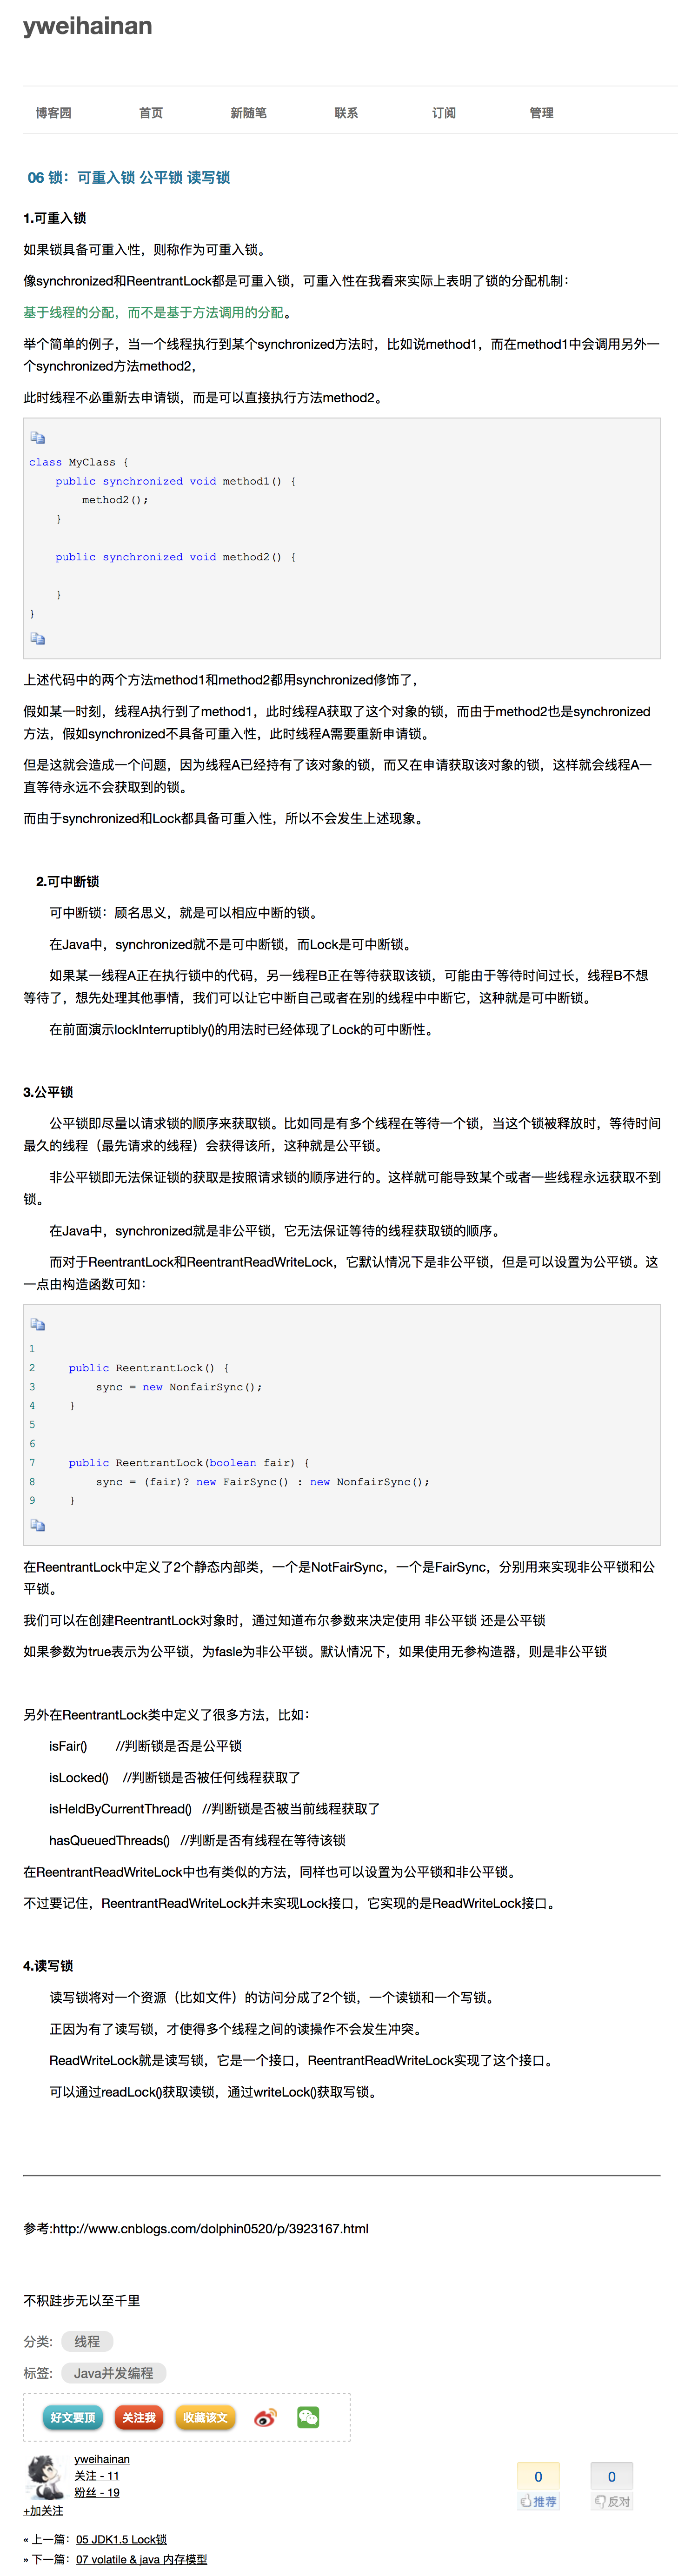 yweihainan
博客园 首页 新随笔 联系 订阅 管理
06 锁：可重入锁 公平锁 读写锁
1.可重入锁
如果锁具备可重入性，则称作为可重入锁。
像synchronized和ReentrantLock都是可重入锁，可重入性在我看来实际上表明了锁的分配机制：
基于线程的分配，而不是基于方法调用的分配。
举个简单的例子，当一个线程执行到某个synchronized方法时，比如说method1，而在method1中会调用另外一
个synchronized方法method2，
此时线程不必重新去申请锁，而是可以直接执行方法method2。
class MyClass {
    public synchronized void method1() {
        method2();
    }
    public synchronized void method2() {
    }
}
上述代码中的两个方法method1和method2都用synchronized修饰了，
假如某一时刻，线程A执行到了method1，此时线程A获取了这个对象的锁，而由于method2也是synchronized
方法，假如synchronized不具备可重入性，此时线程A需要重新申请锁。
但是这就会造成一个问题，因为线程A已经持有了该对象的锁，而又在申请获取该对象的锁，这样就会线程A一
直等待永远不会获取到的锁。
而由于synchronized和Lock都具备可重入性，所以不会发生上述现象。
2.可中断锁
可中断锁：顾名思义，就是可以相应中断的锁。
在Java中，synchronized就不是可中断锁，而Lock是可中断锁。
如果某一线程A正在执行锁中的代码，另一线程B正在等待获取该锁，可能由于等待时间过长，线程B不想
等待了，想先处理其他事情，我们可以让它中断自己或者在别的线程中中断它，这种就是可中断锁。
在前面演示lockInterruptibly()的用法时已经体现了Lock的可中断性。
3.公平锁
公平锁即尽量以请求锁的顺序来获取锁。比如同是有多个线程在等待一个锁，当这个锁被释放时，等待时间
最久的线程（最先请求的线程）会获得该所，这种就是公平锁。
非公平锁即无法保证锁的获取是按照请求锁的顺序进行的。这样就可能导致某个或者一些线程永远获取不到
锁。
在Java中，synchronized就是非公平锁，它无法保证等待的线程获取锁的顺序。
而对于ReentrantLock和ReentrantReadWriteLock，它默认情况下是非公平锁，但是可以设置为公平锁。这
一点由构造函数可知：
1
2     public ReentrantLock() {
3         sync = new NonfairSync();
4     }
5
6
7     public ReentrantLock(boolean fair) {
8         sync = (fair)? new FairSync() : new NonfairSync();
9     }
在ReentrantLock中定义了2个静态内部类，一个是NotFairSync，一个是FairSync，分别用来实现非公平锁和公
平锁。
我们可以在创建ReentrantLock对象时，通过知道布尔参数来决定使用 非公平锁 还是公平锁
如果参数为true表示为公平锁，为fasle为非公平锁。默认情况下，如果使用无参构造器，则是非公平锁
另外在ReentrantLock类中定义了很多方法，比如：
isFair()        //判断锁是否是公平锁
isLocked()    //判断锁是否被任何线程获取了
isHeldByCurrentThread()   //判断锁是否被当前线程获取了
hasQueuedThreads()   //判断是否有线程在等待该锁
在ReentrantReadWriteLock中也有类似的方法，同样也可以设置为公平锁和非公平锁。
不过要记住，ReentrantReadWriteLock并未实现Lock接口，它实现的是ReadWriteLock接口。
4.读写锁
读写锁将对一个资源（比如文件）的访问分成了2个锁，一个读锁和一个写锁。
正因为有了读写锁，才使得多个线程之间的读操作不会发生冲突。
ReadWriteLock就是读写锁，它是一个接口，ReentrantReadWriteLock实现了这个接口。
可以通过readLock()获取读锁，通过writeLock()获取写锁。
参考:http://www.cnblogs.com/dolphin0520/p/3923167.html
不积跬步无以至千里
分类: 线程
标签: Java并发编程
好文要顶 关注我 收藏该文
yweihainan
关注 - 11
粉丝 - 19
+加关注
0 0
推荐 反对
« 上一篇：05 JDK1.5 Lock锁
» 下一篇：07 volatile & java 内存模型